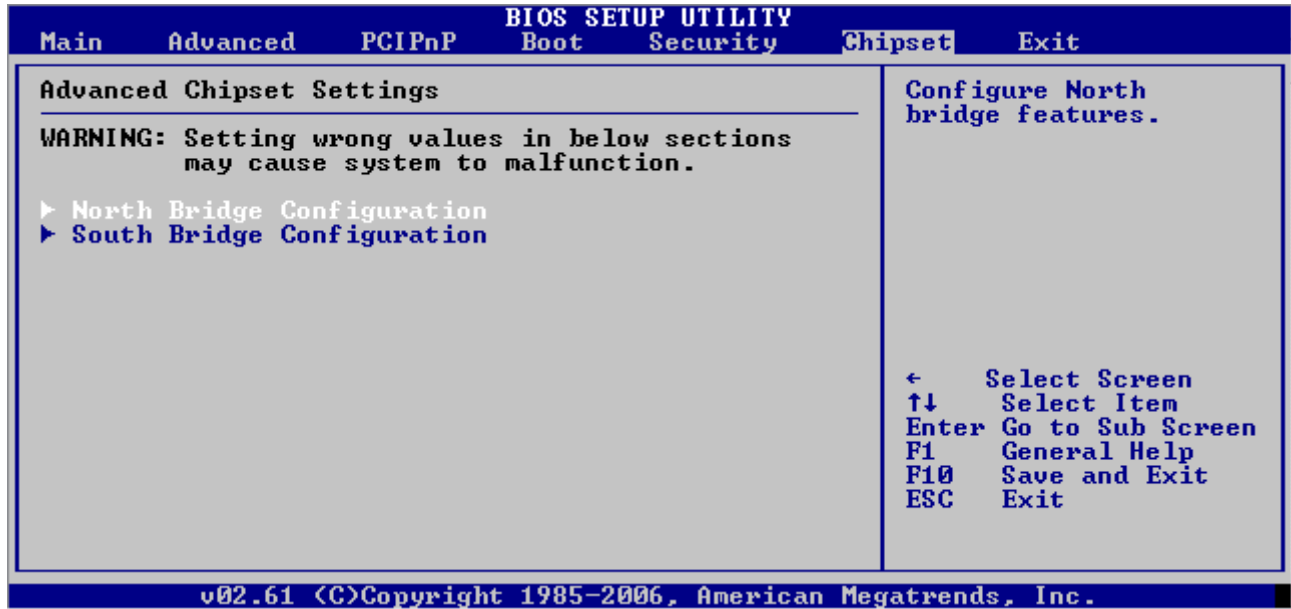 BIOS SETUP UTILITY
Main Advanced PCIPnP Boot Security Chipset Exit
Advanced Chipset Settings
WARNING: Setting wrong values in below sections
may cause system to malfunction.
▶ North Bridge Configuration
▶ South Bridge Configuration
Configure North
bridge features.
← Select Screen
↑↓ Select Item
Enter Go to Sub Screen
F1 General Help
F10 Save and Exit
ESC Exit
v02.61 (C)Copyright 1985-2006, American Megatrends, Inc.